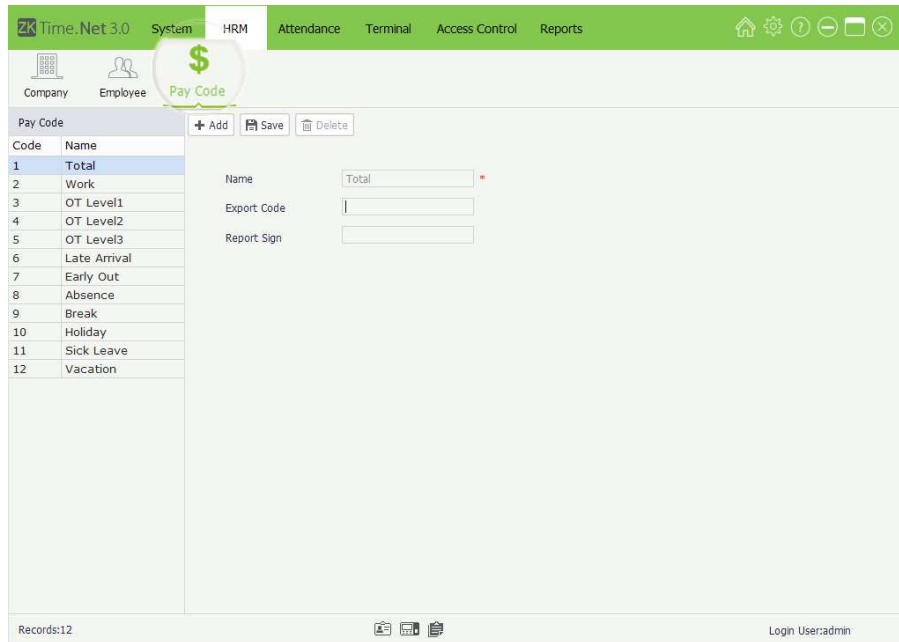 ZK Time.Net 3.0 System HRM Attendance Terminal Access Control Reports
$
Company Employee Pay Code
Pay Code + Add Save Delete
Code Name
1 Total
2 Work
3 OT Level1
4 OT Level2
5 OT Level3
6 Late Arrival
7 Early Out
8 Absence
9 Break
10 Holiday
11 Sick Leave
12 Vacation
Name Total *
Export Code
Report Sign
Records:12 Login User:admin